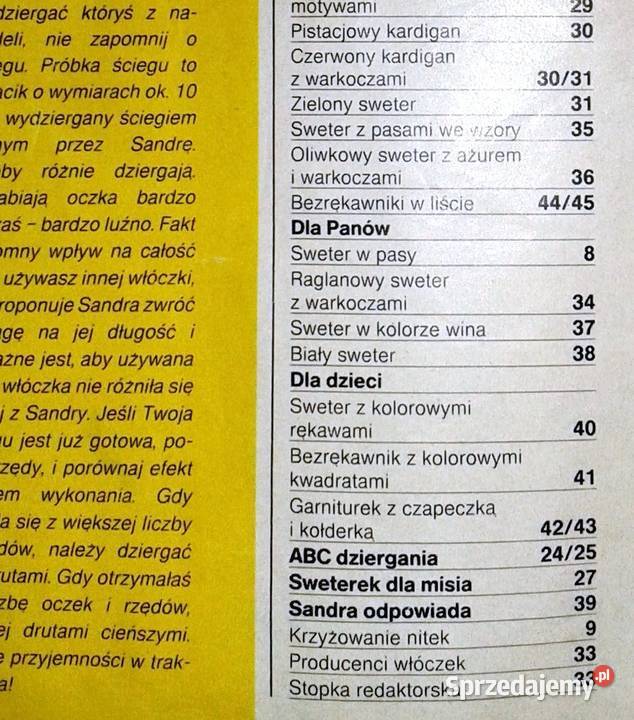 dziergać któryś z na-
deli, nie zapomnij o
egu. Próbka ściegu to
acik o wymiarach ok. 10
wydziergany ściegiem
nym przez Sandrę.
by różnie dziergają.
abiają oczka bardzo
aś – bardzo luźno. Fakt
omny wpływ na całość
używasz innej włóczki,
roponuje Sandra zwróć
agę na jej długość i
ażne jest, aby używana
włóczka nie różniła się
j z Sandry. Jeśli Twoja
u jest już gotowa, po-
zędy, i porównaj efekt
em wykonania. Gdy
a się z większej liczby
dów, należy dziergać
rutami. Gdy otrzymałaś
zbę oczek i rzędów,
ej drutami cieńszymi.
e przyjemności w trak-
a!
motywami 29
Pistacjowy kardigan 30
Czerwony kardigan
z warkoczami 30/31
Zielony sweter 31
Sweter z pasami we wzory 35
Oliwkowy sweter z ażurem
i warkoczami 36
Bezrękawniki w liście 44/45
Dla Panów
Sweter w pasy 8
Raglanowy sweter
z warkoczami 34
Sweter w kolorze wina 37
Biały sweter 38
Dla dzieci
Sweter z kolorowymi
rękawami 40
Bezrękawnik z kolorowymi
kwadratami 41
Garniturek z czapeczką
i kołderką 42/43
ABC dziergania 24/25
Sweterek dla misia 27
Sandra odpowiada 39
Krzyżowanie nitek 9
Producenci włóczek 33
Stopka redaktorsk 33
Sprzedajemy.pl